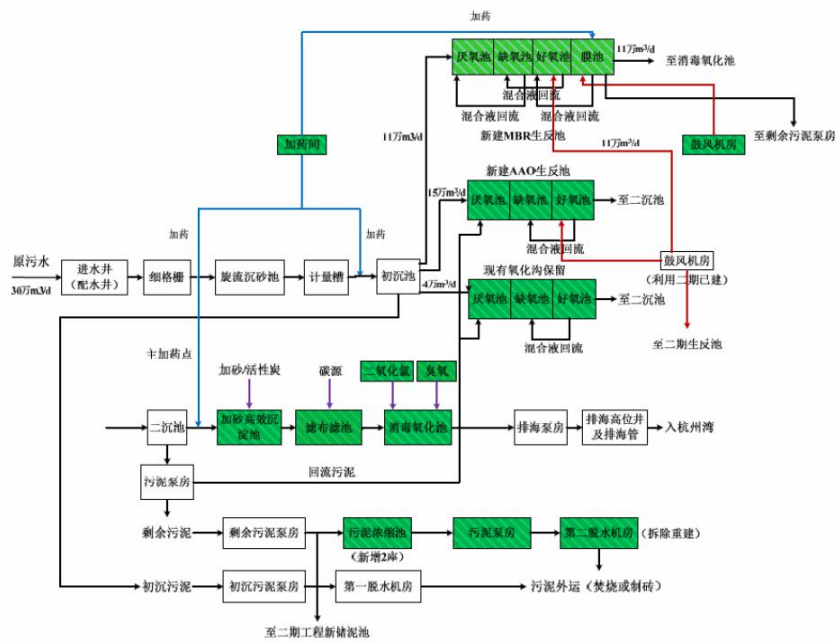 加药
11万m³/d
厌氧池 缺氧池 好氧池 膜池
至消毒氧化池
混合液回流
混合液回流 混合液回流
新建MBR生反池
至剩余污泥泵房
鼓风机房
加药间
11万m3/d
11万m³/d
新建AAO生反池
15万m³/d
厌氧池 缺氧池 好氧池
至二沉池
混合液回流
加药 加药
原污水
30万m3/d
进水井
(配水井)
细格栅
旋流沉砂池
计量槽
初沉池
4万m³/d
现有氧化沟保留
鼓风机房
(利用二期已建)
厌氧池 缺氧池 好氧池
至二沉池
混合液回流
至二期生反池
主加药点
加砂/活性炭
碳源
二氧化氯
臭氧
二沉池
加砂高效沉
淀池
滤布滤池
消毒氧化池
排海泵房
排海高位井
及排海管
入杭州湾
污泥泵房
回流污泥
剩余污泥
剩余污泥泵房
污泥浓缩池
(新增2座)
污泥泵房
第二脱水机房
(拆除重建)
初沉污泥
初沉污泥泵房
第一脱水机房
污泥外运（焚烧或制砖）
至二期工程新储泥池